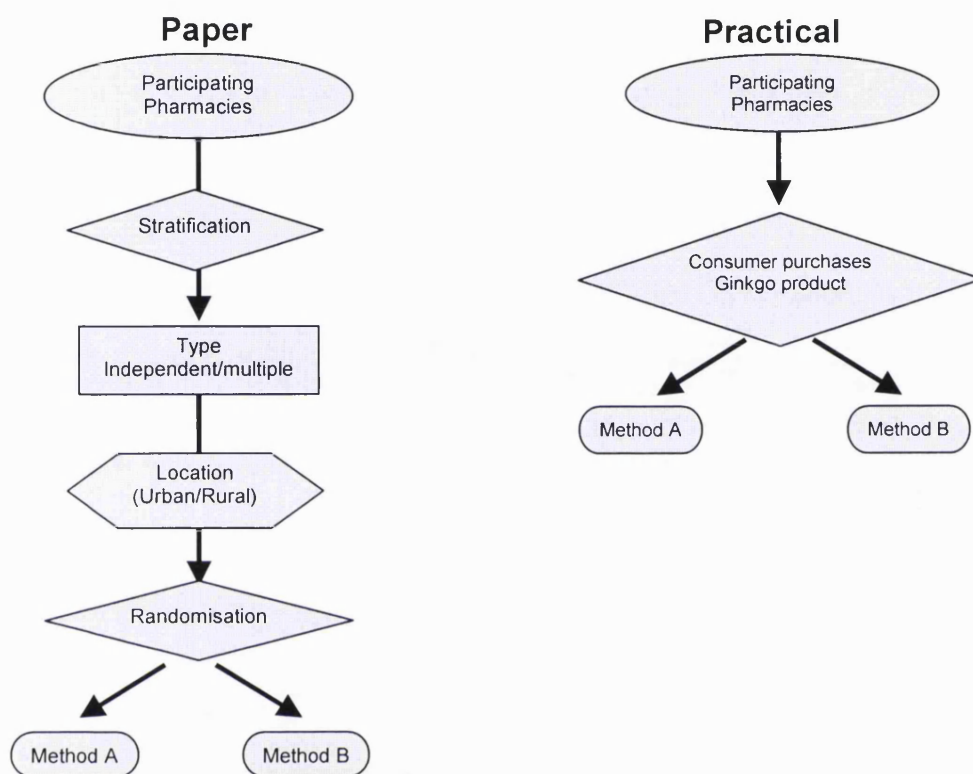 Paper
Participating
Pharmacies
Stratification
Type
Independent/multiple
Location
(Urban/Rural)
Randomisation
Method A
Method B
Practical
Participating
Pharmacies
Consumer purchases
Ginkgo product
Method A
Method B